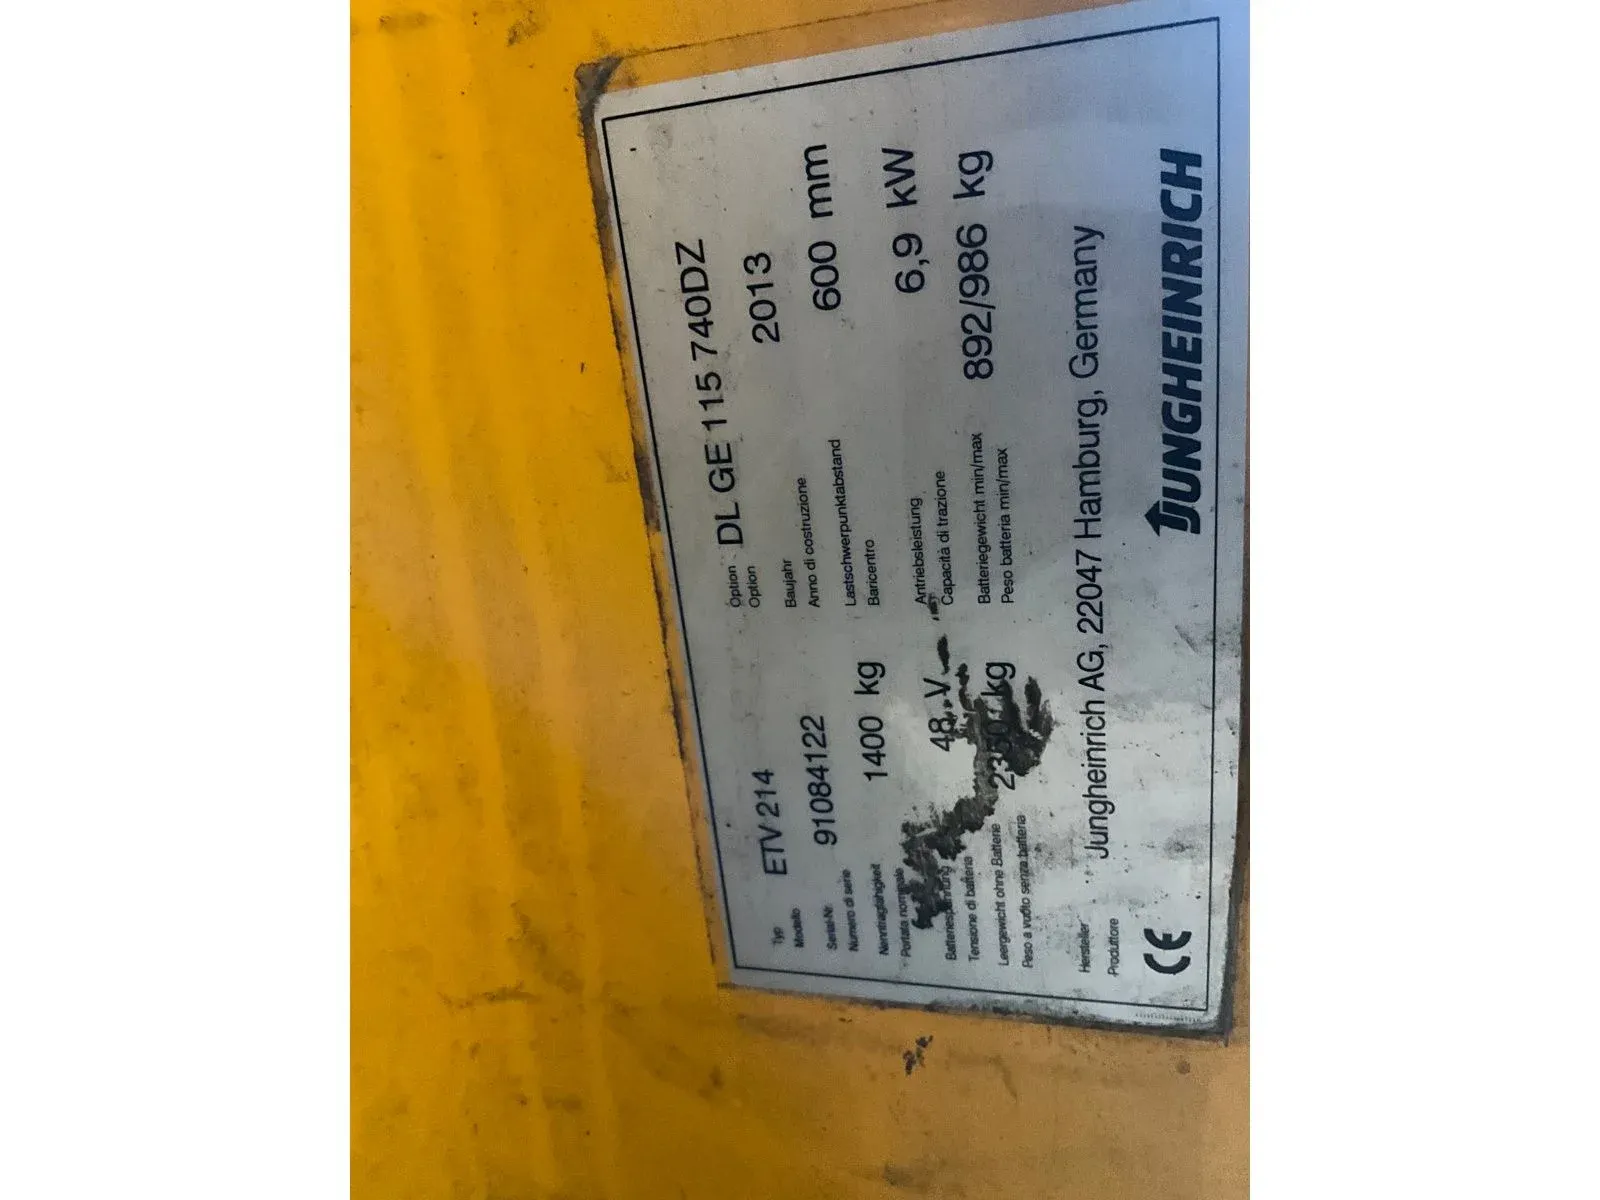 Option DL GE 115 740DZ
Option
Typ ETV 214 Baujahr 2013
Modello Anno di costruzione
Serial-Nr. 91084122 Lastschwerpunktabstand 600 mm
Numero di serie Baricentro
Nenntragfähigkeit 1400 kg Antriebsleistung 6,9 kW
Portata nominale Capacità di trazione
Batteriespannung 48 V Batteriegewicht min/max 892/986 kg
Tensione di batteria Peso batteria min/max
Leergewicht ohne Batterie kg
Peso a vuoto senza batteria
Hersteller Jungheinrich AG, 22047 Hamburg, Germany
Produttore
CE JUNGHEINRICH